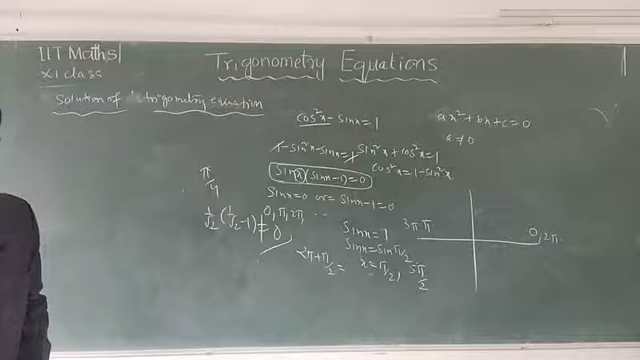 IIT Maths
XI class
Trigometry Equations
Solution of trigometry equation
cos²x - sinx = 1
ax² + bx + c = 0
a ≠ 0
1 - sin²x - sinx = 1
sin²x + cos²x = 1
cos²x = 1 - sin²x
sinx (sinx - 1) = 0
sinx = 0 or sinx - 1 = 0
π/4
0, π, 2π, ...
1/√2 (1/√2 - 1) ≠ 0
sinx = 1
sinx = sin π/2
2π + π/2 =
x = π/2, 5π/2
3π π
0, 2π